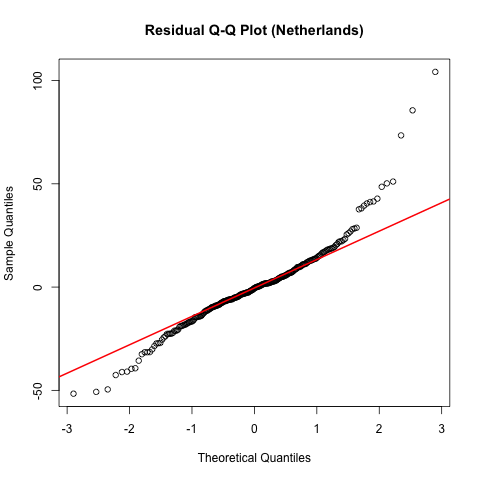 Residual Q-Q Plot (Netherlands)
Sample Quantiles
100
50
0
-50
-3 -2 -1 0 1 2 3
Theoretical Quantiles